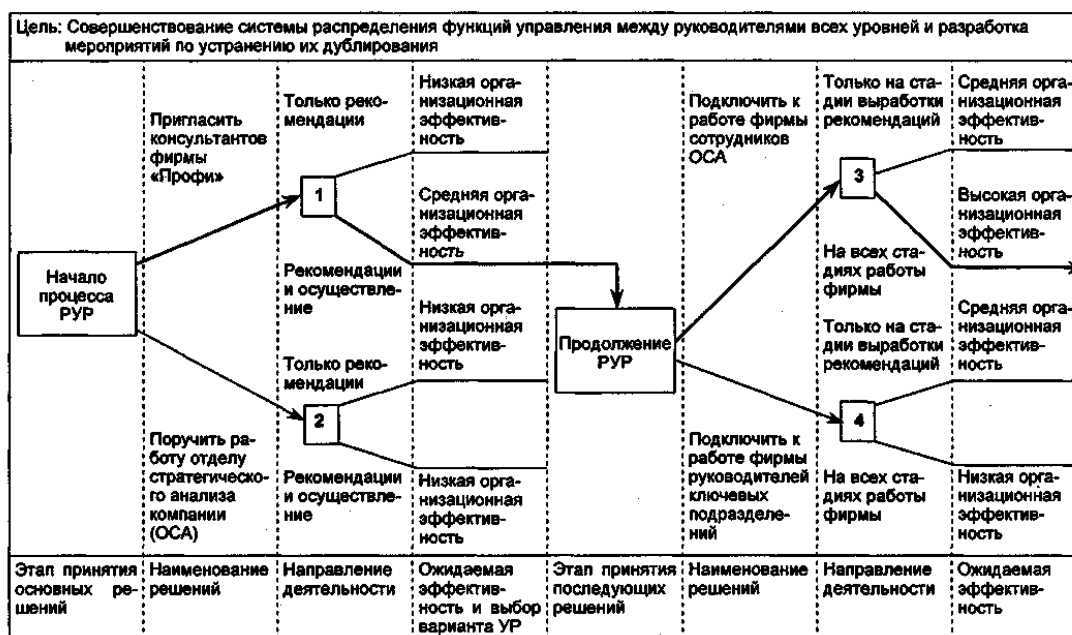 Цель: Совершенствование системы распределения функций управления между руководителями всех уровней и разработка
мероприятий по устранению их дублирования
Начало
процесса
РУР
Пригласить
консультантов
фирмы
«Профи»
Поручить ра-
боту отделу
стратегическо-
го анализа
компании
(ОСА)
Только реко-
мендации
1
Рекомендации
и осуществле-
ние
Только реко-
мендации
2
Рекомендации
и осуществле-
ние
Низкая орга-
низационная
эффектив-
ность
Средняя орга-
низационная
эффектив-
ность
Низкая орга-
низационная
эффектив-
ность
Низкая орга-
низационная
эффектив-
ность
Продолжение
РУР
Подключить к
работе фирмы
сотрудников
ОСА
Подключить к
работе фирмы
руководителей
ключевых
подразделе-
ний
Только на ста-
дии выработки
рекомендаций
3
На всех ста-
диях работы
фирмы
Только на ста-
дии выработки
рекомендаций
4
На всех ста-
диях работы
фирмы
Средняя орга-
низационная
эффектив-
ность
Высокая орга-
низационная
эффектив-
ность
Средняя орга-
низационная
эффектив-
ность
Низкая орга-
низационная
эффектив-
ность
Этап принятия
основных ре-
шений
Наименование
решений
Направление
деятельности
Ожидаемая
эффектив-
ность и выбор
варианта УР
Этап принятия
последующих
решений
Наименование
решений
Направление
деятельности
Ожидаемая
эффектив-
ность